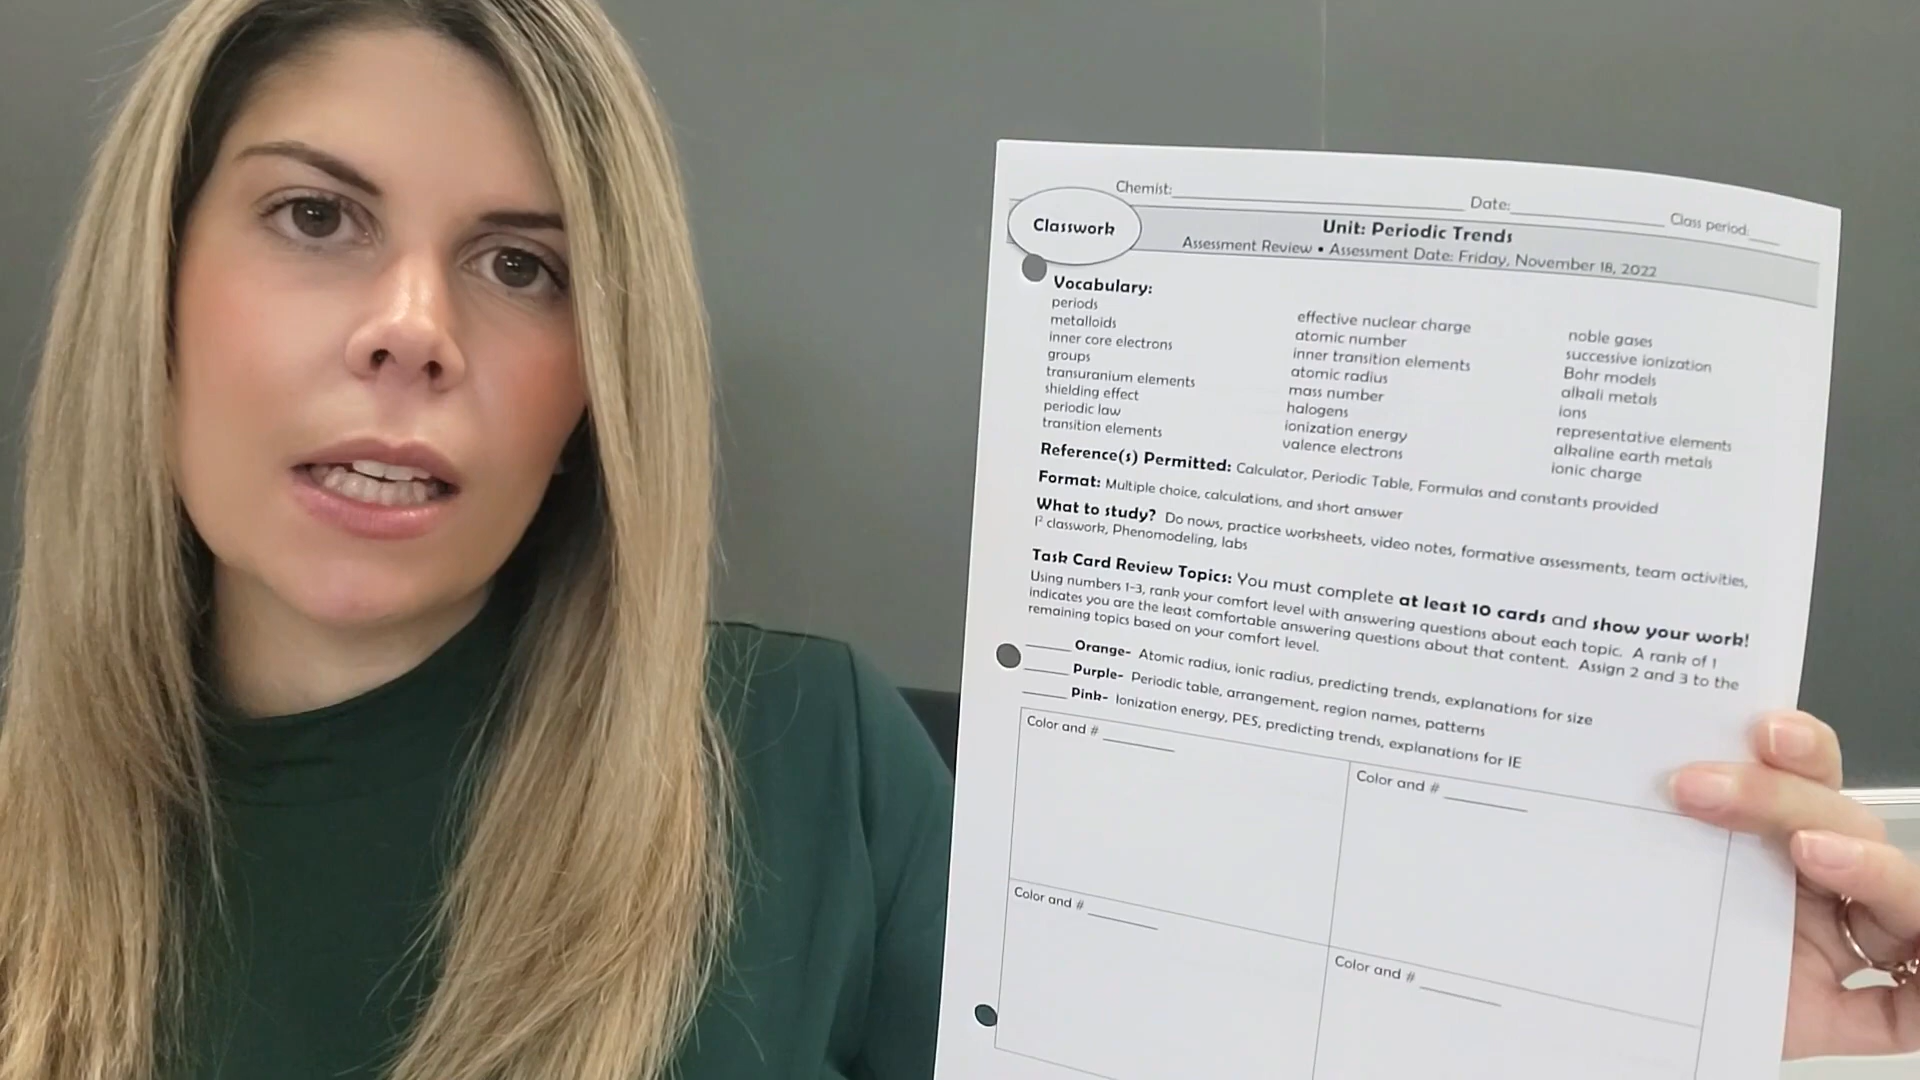 Chemist:
Date:
Class period:
Classwork
Unit: Periodic Trends
Assessment Review • Assessment Date: Friday, November 18, 2022
Vocabulary:
periods
metalloids
inner core electrons
groups
transuranium elements
shielding effect
periodic law
transition elements
effective nuclear charge
atomic number
inner transition elements
atomic radius
mass number
halogens
ionization energy
valence electrons
noble gases
successive ionization
Bohr models
alkali metals
ions
representative elements
alkaline earth metals
ionic charge
Reference(s) Permitted: Calculator, Periodic Table, Formulas and constants provided
Format: Multiple choice, calculations, and short answer
What to study? Do nows, practice worksheets, video notes, formative assessments, team activities,
I² classwork, Phenomodeling, labs
Task Card Review Topics: You must complete at least 10 cards and show your work!
Using numbers 1-3, rank your comfort level with answering questions about each topic. A rank of 1
indicates you are the least comfortable answering questions about that content. Assign 2 and 3 to the
remaining topics based on your comfort level.
Orange- Atomic radius, ionic radius, predicting trends, explanations for size
Purple- Periodic table, arrangement, region names, patterns
Pink- Ionization energy, PES, predicting trends, explanations for IE
Color and #
Color and #
Color and #
Color and #